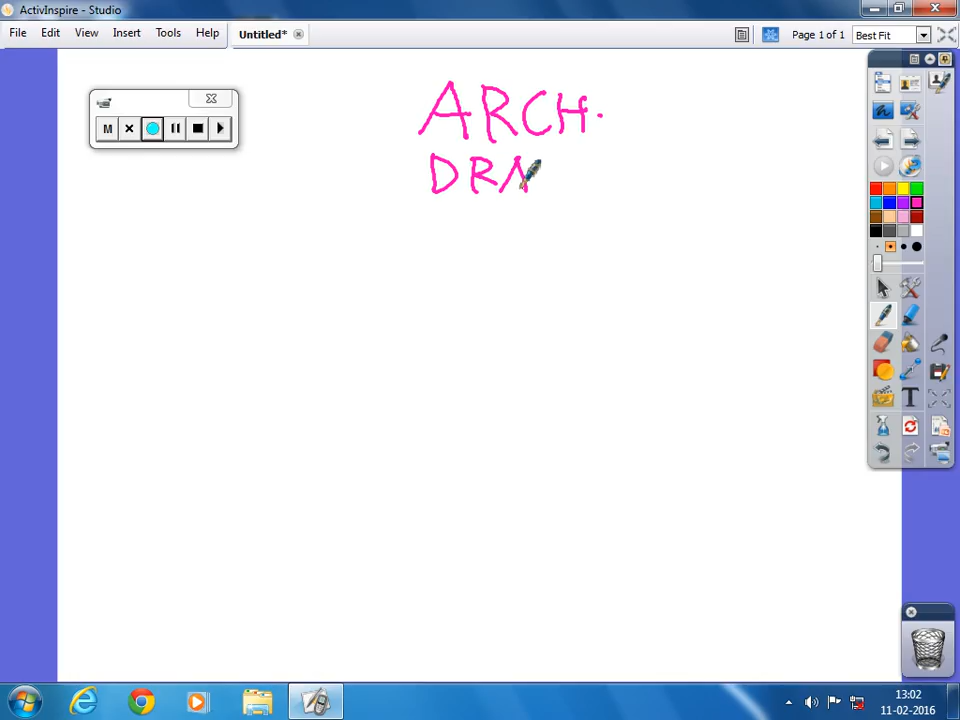 ActivInspire - Studio
File Edit View Insert Tools Help Untitled* Page 1 of 1 Best Fit
M
ARCH.
DR
T
13:02
11-02-2016